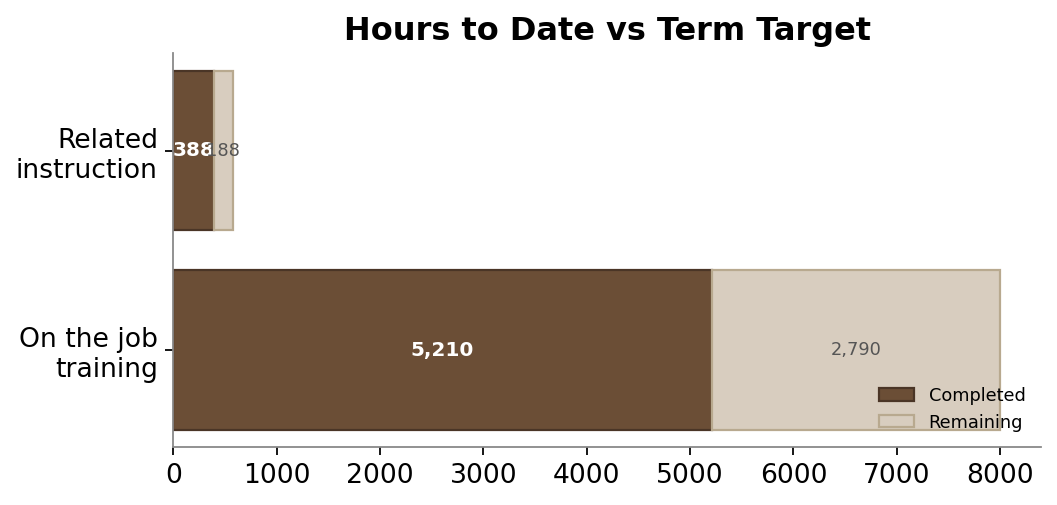 Hours to Date vs Term Target
Related
instruction
388
188
On the job
training
5,210
2,790
Completed
Remaining
0 1000 2000 3000 4000 5000 6000 7000 8000